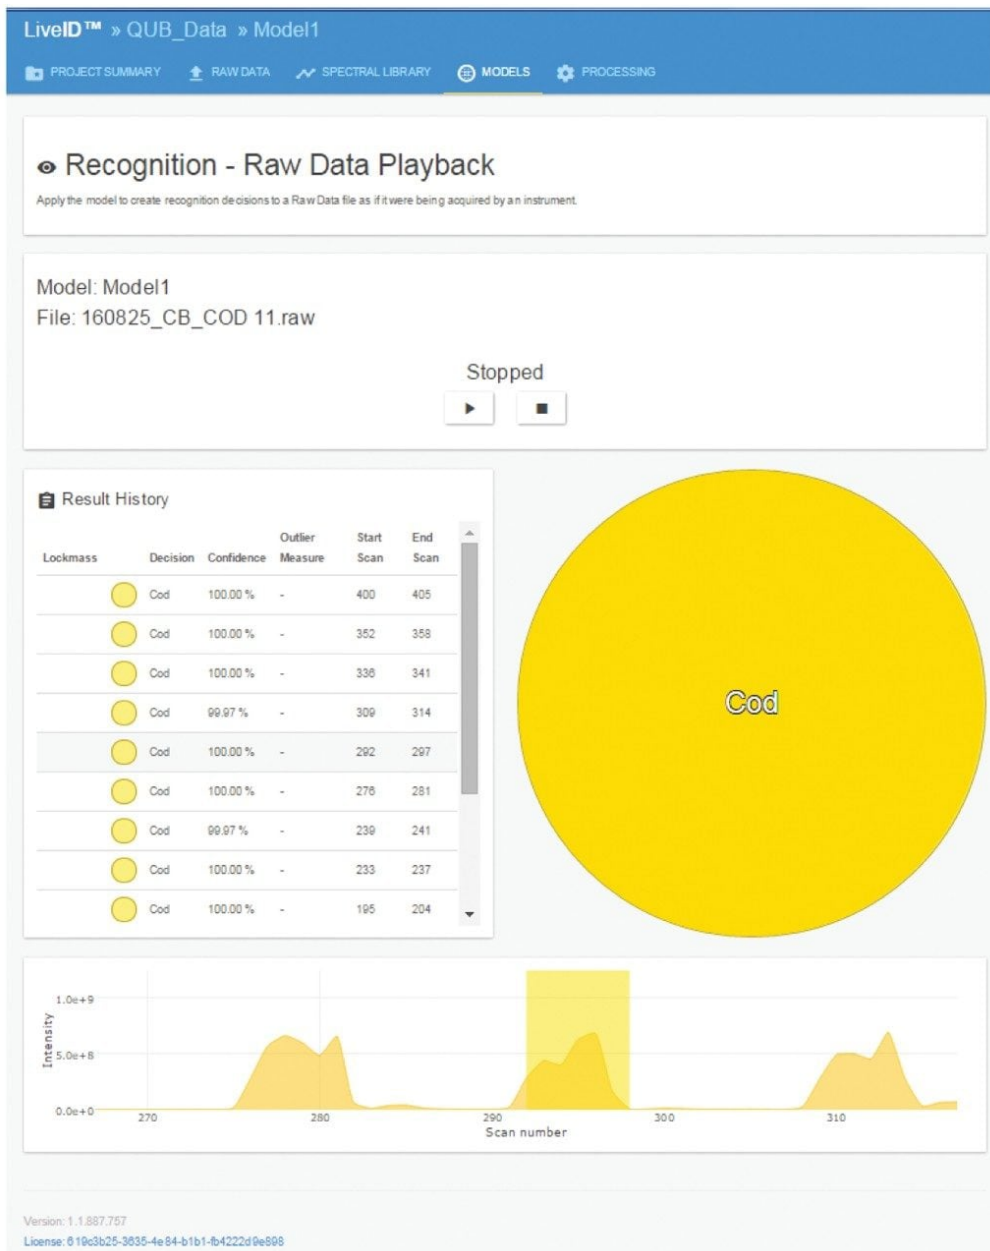 LiveID™ » QUB_Data » Model1
PROJECT SUMMARY RAW DATA SPECTRAL LIBRARY MODELS PROCESSING
Recognition - Raw Data Playback
Apply the model to create recognition decisions to a Raw Data file as if it were being acquired by an instrument.
Model: Model1
File: 160825_CB_COD 11.raw
Stopped
Result History
Lockmass Decision Confidence Outlier Measure Start Scan End Scan
Cod 100.00 % - 400 405
Cod 100.00 % - 352 358
Cod 100.00 % - 336 341
Cod 99.97 % - 309 314
Cod 100.00 % - 292 297
Cod 100.00 % - 276 281
Cod 99.97 % - 239 241
Cod 100.00 % - 233 237
Cod 100.00 % - 195 204
Cod
Intensity
1.0e+9
5.0e+8
0.0e+0
270 280 290 300 310
Scan number
Version: 1.1.887.757
License: 619c3b25-3635-4e84-b1b1-fb4222d9e898